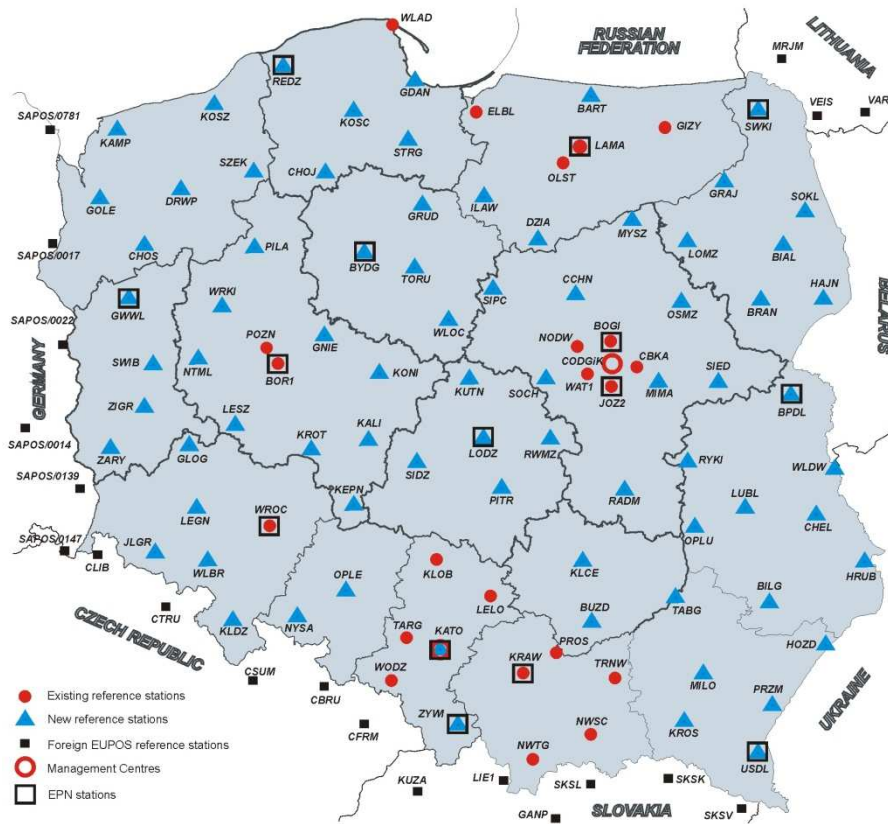 WLAD
RUSSIAN
FEDERATION
LITHUANIA
MRJM
REDZ
GDAN
ELBL
BART
GIZY
SWKI
VEIS
VAR
SAPOS/0781
KAMP
KOSZ
KOSC
STRG
LAMA
OLST
SZEK
CHOJ
GOLE
DRWP
ILAW
GRUD
GRAJ
SOKL
SAPOS/0017
CHOS
PILA
BYDG
TORU
DZIA
MYSZ
LOMZ
BIAL
BELARUS
GWWL
WRKI
SIPC
CCHN
OSMZ
BRAN
HAJN
SAPOS/0022
WLOC
POZN
GNIE
NODW
BOGI
CODGiK
CBKA
GERMANY
SWIB
NTML
BOR1
KONI
KUTN
SOCH
WAT1
JOZ2
MIMA
SIED
BPDL
ZIGR
LESZ
KROT
KALI
LODZ
RWMZ
SAPOS/0014
ZARY
GLOG
SIDZ
RYKI
WLDW
SAPOS/0139
KEPN
PITR
RADM
LUBL
CHEL
WROC
LEGN
OPLU
SAPOS/0147
CLIB
JLGR
WLBR
OPLE
KLOB
KLCE
HRUB
CTRU
CZECH REPUBLIC
KLDZ
NYSA
LELO
BUZD
TABG
BILG
TARG
KATO
PROS
HOZD
CSUM
WODZ
KRAW
TRNW
MILO
PRZM
UKRAINE
CBRU
CFRM
ZYWI
NWSC
KROS
USDL
NWTG
KUZA
LIE1
SKSL
SKSK
GANP
SLOVAKIA
SKSV
Existing reference stations
New reference stations
Foreign EUPOS reference stations
Management Centres
EPN stations